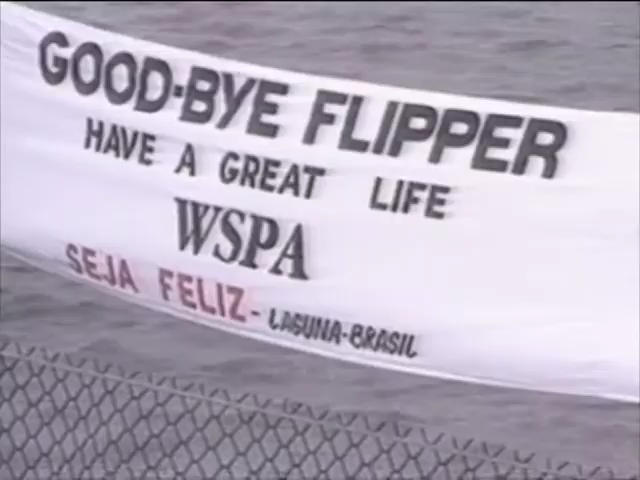 GOOD-BYE FLIPPER
HAVE A GREAT LIFE
WSPA
SEJA FELIZ- LAGUNA-BRASIL